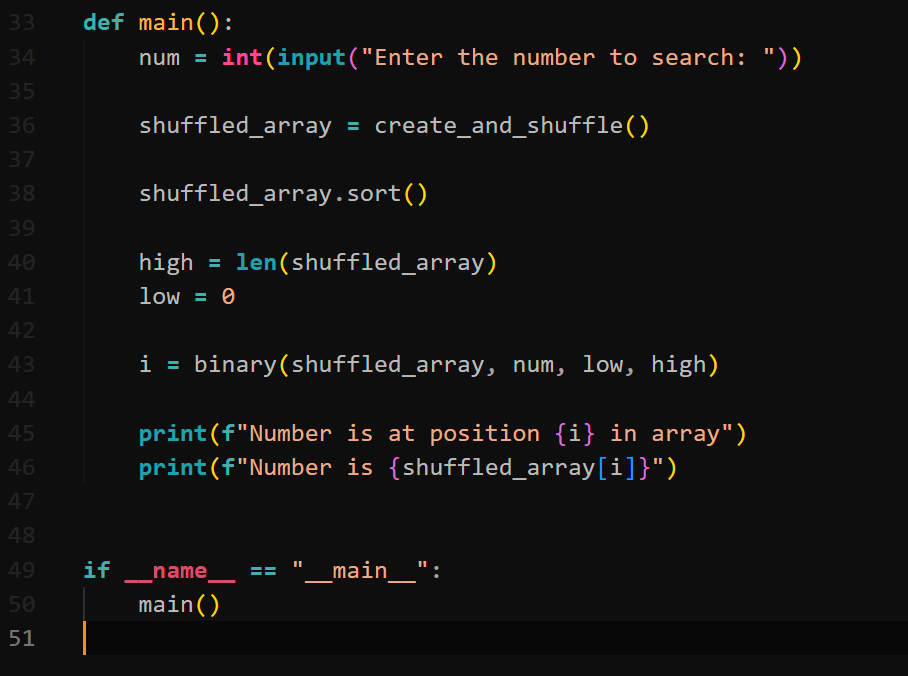 33 def main():
34     num = int(input("Enter the number to search: "))
35
36     shuffled_array = create_and_shuffle()
37
38     shuffled_array.sort()
39
40     high = len(shuffled_array)
41     low = 0
42
43     i = binary(shuffled_array, num, low, high)
44
45     print(f"Number is at position {i} in array")
46     print(f"Number is {shuffled_array[i]}")
47
48
49 if __name__ == "__main__":
50     main()
51